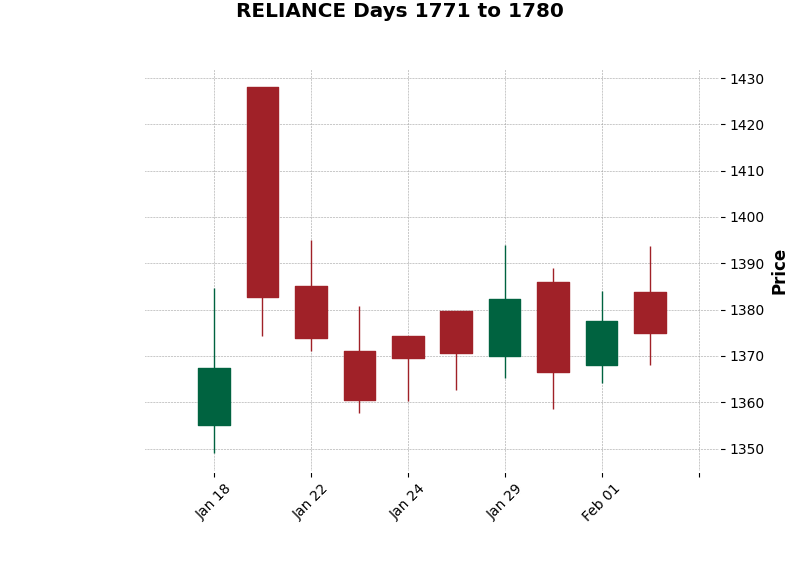 RELIANCE Days 1771 to 1780
1430
1420
1410
1400
1390
1380
1370
1360
1350
Price
Jan 18
Jan 22
Jan 24
Jan 29
Feb 01